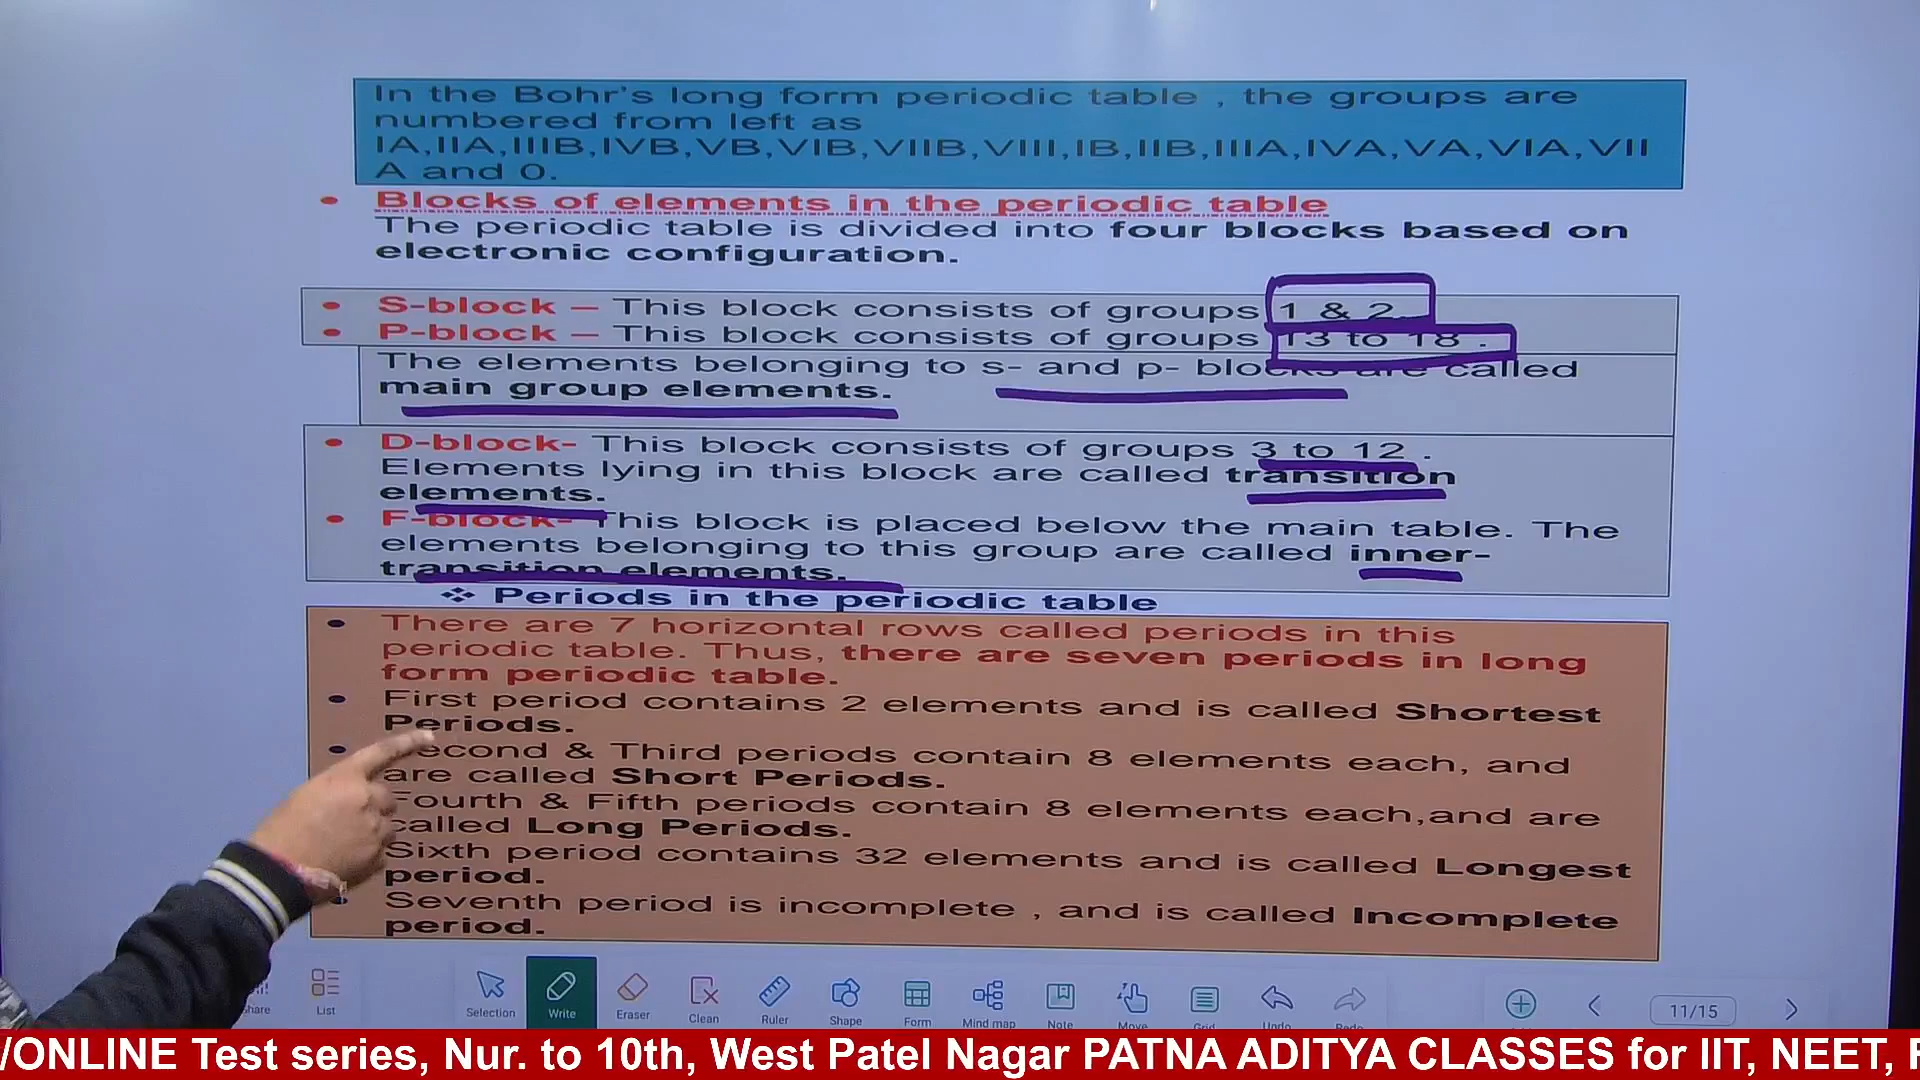 In the Bohr's long form periodic table , the groups are
numbered from left as
IA,IIA,IIIB,IVB,VB,VIB,VIIB,VIII,IB,IIB,IIIA,IVA,VA,VIA,VII
A and 0.
• Blocks of elements in the periodic table
The periodic table is divided into four blocks based on
electronic configuration.
• S-block – This block consists of groups 1 & 2.
• P-block – This block consists of groups 13 to 18 .
The elements belonging to s- and p- blocks are called
main group elements.
• D-block- This block consists of groups 3 to 12 .
Elements lying in this block are called transition
elements.
• F-block- This block is placed below the main table. The
elements belonging to this group are called inner-
transition elements.
❖ Periods in the periodic table
• There are 7 horizontal rows called periods in this
periodic table. Thus, there are seven periods in long
form periodic table.
• First period contains 2 elements and is called Shortest
Periods.
• Second & Third periods contain 8 elements each, and
are called Short Periods.
Fourth & Fifth periods contain 8 elements each,and are
called Long Periods.
Sixth period contains 32 elements and is called Longest
period.
• Seventh period is incomplete , and is called Incomplete
period.
Share List Selection Write Eraser Clean Ruler Shape Form Mind map Note Move Grid Undo Redo 11/15
/ONLINE Test series, Nur. to 10th, West Patel Nagar PATNA ADITYA CLASSES for IIT, NEET,